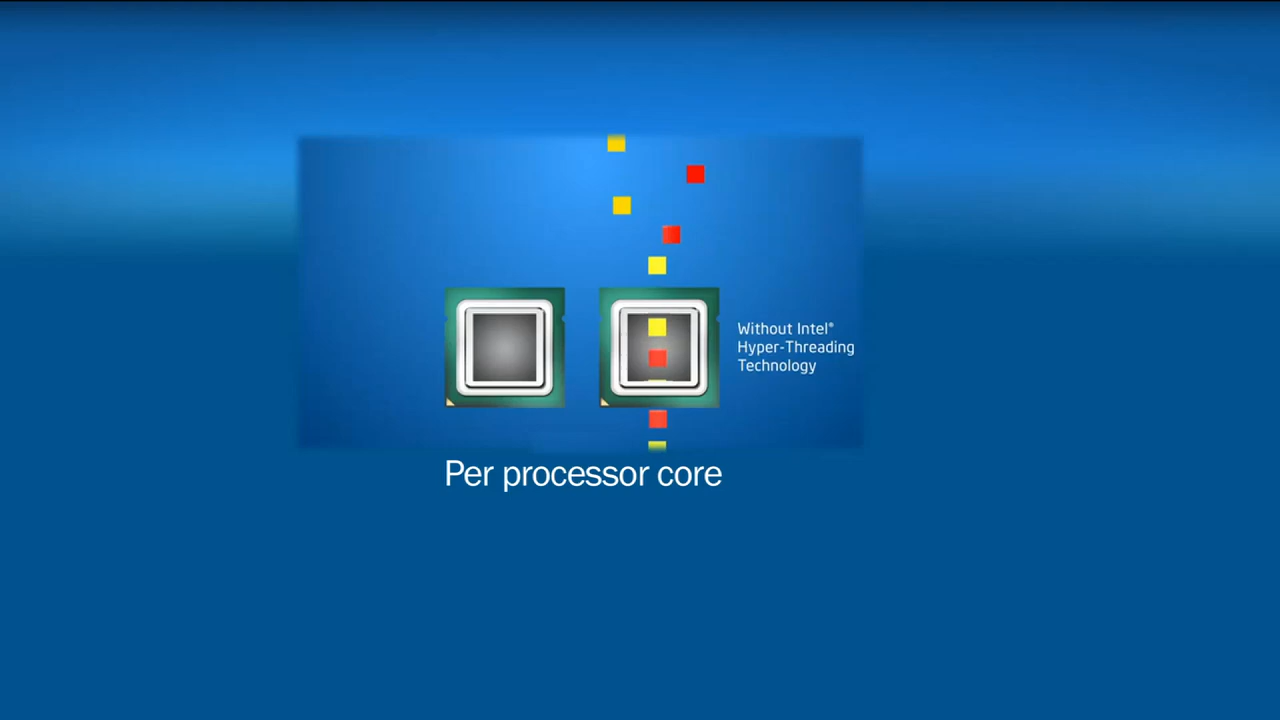 Without Intel®
Hyper-Threading
Technology
Per processor core